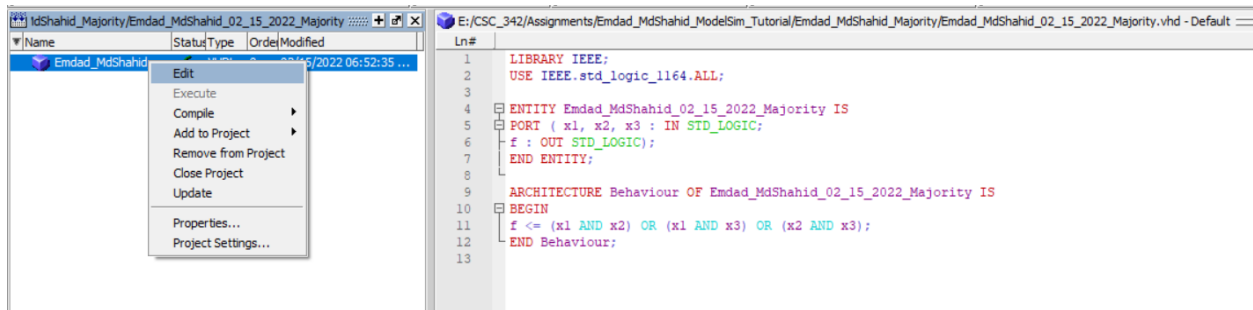 tdShahid_Majority/Emdad_MdShahid_02_15_2022_Majority
Name Status Type Order Modified
Emdad_MdShahid 06:52:35 ...
Edit
Execute
Compile
Add to Project
Remove from Project
Close Project
Update
Properties...
Project Settings...
E:/CSC_342/Assignments/Emdad_MdShahid_ModelSim_Tutorial/Emdad_MdShahid_Majority/Emdad_MdShahid_02_15_2022_Majority.vhd - Default
Ln#
1 LIBRARY IEEE;
2 USE IEEE.std_logic_1164.ALL;
3
4 ENTITY Emdad_MdShahid_02_15_2022_Majority IS
5 PORT ( x1, x2, x3 : IN STD_LOGIC;
6 f : OUT STD_LOGIC);
7 END ENTITY;
8
9 ARCHITECTURE Behaviour OF Emdad_MdShahid_02_15_2022_Majority IS
10 BEGIN
11 f <= (x1 AND x2) OR (x1 AND x3) OR (x2 AND x3);
12 END Behaviour;
13